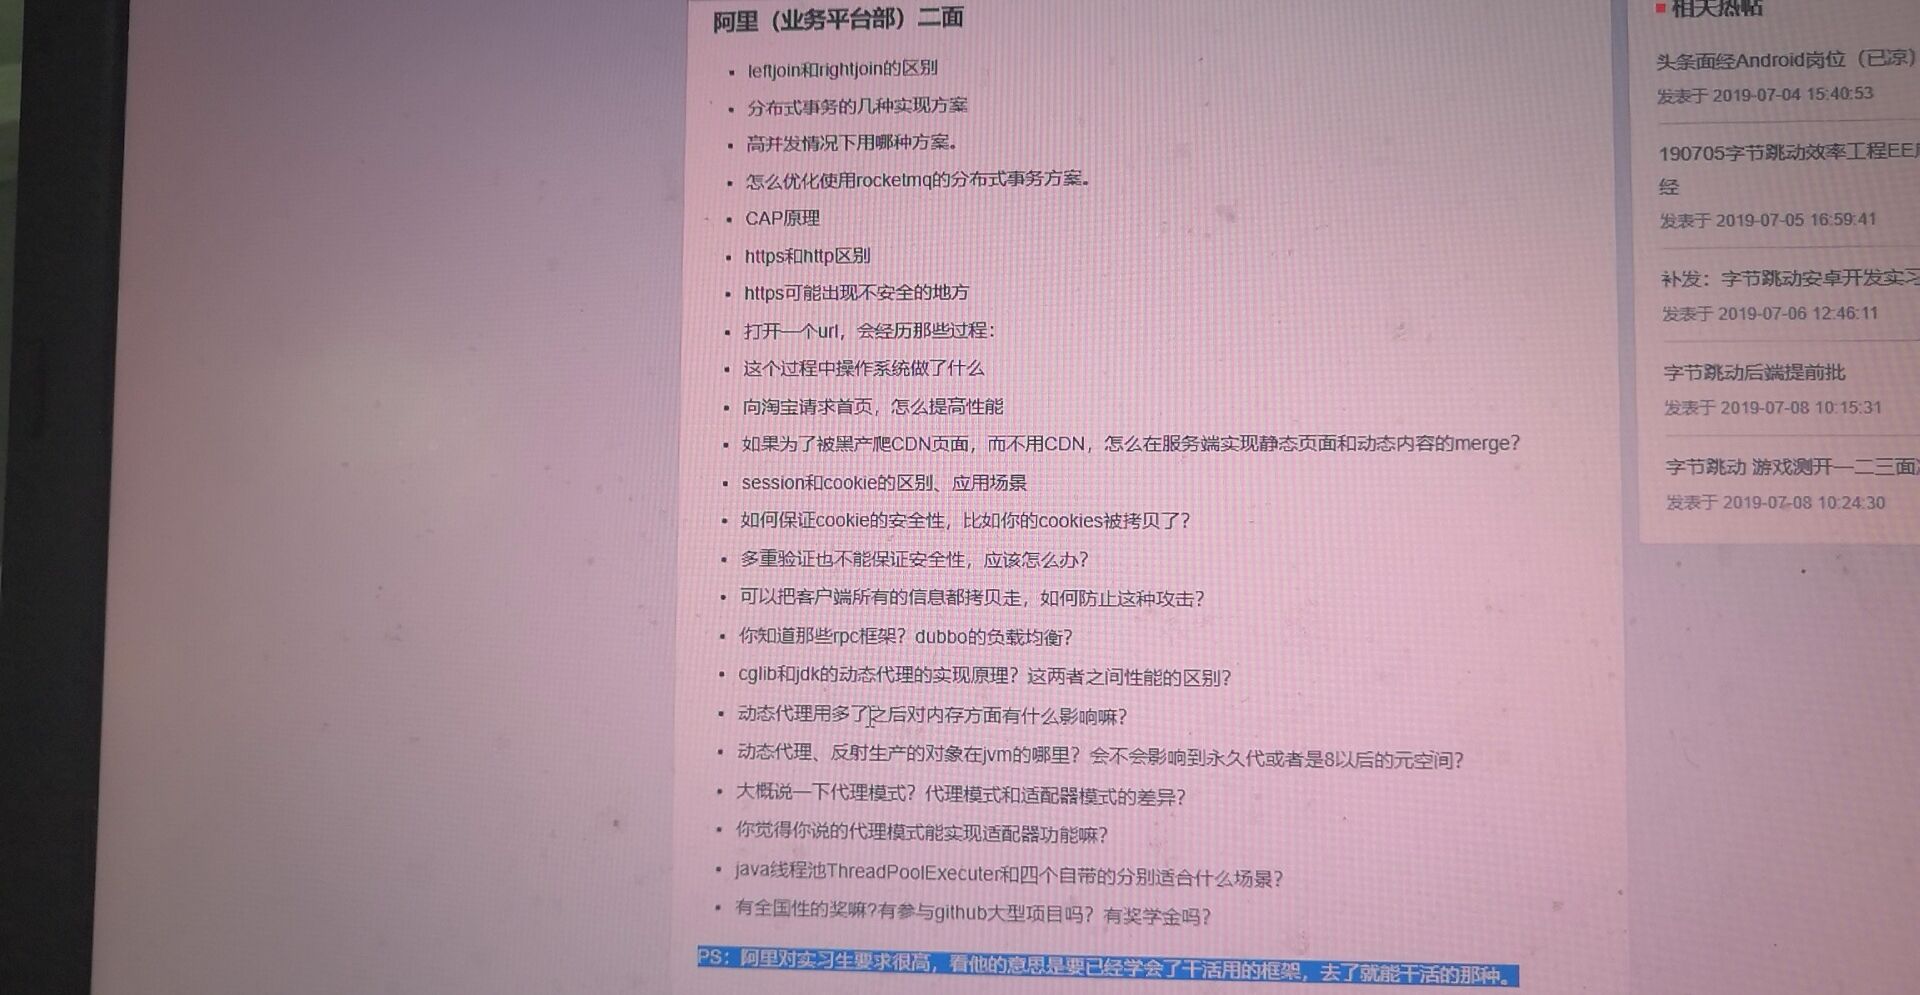 阿里（业务平台部）二面
leftjoin和rightjoin的区别
分布式事务的几种实现方案
高并发情况下用哪种方案。
怎么优化使用rocketmq的分布式事务方案。
CAP原理
https和http区别
https可能出现不安全的地方
打开一个url，会经历那些过程：
这个过程中操作系统做了什么
向淘宝请求首页，怎么提高性能
如果为了被黑产爬CDN页面，而不用CDN，怎么在服务端实现静态页面和动态内容的merge？
session和cookie的区别、应用场景
如何保证cookie的安全性，比如你的cookies被拷贝了？
多重验证也不能保证安全性，应该怎么办？
可以把客户端所有的信息都拷贝走，如何防止这种攻击？
你知道那些rpc框架？dubbo的负载均衡？
cglib和jdk的动态代理的实现原理？这两者之间性能的区别？
动态代理用多了之后对内存方面有什么影响嘛？
动态代理、反射生产的对象在jvm的哪里？会不会影响到永久代或者是8以后的元空间？
大概说一下代理模式？代理模式和适配器模式的差异？
你觉得你说的代理模式能实现适配器功能嘛？
java线程池ThreadPoolExecuter和四个自带的分别适合什么场景？
有全国性的奖嘛?有参与github大型项目吗？有奖学金吗？
PS：阿里对实习生要求很高，看他的意思是要已经学会了干活用的框架，去了就能干活的那种。
相关热帖
头条面经Android岗位（已凉）
发表于 2019-07-04 15:40:53
190705字节跳动效率工程EE
经
发表于 2019-07-05 16:59:41
补发：字节跳动安卓开发实习
发表于 2019-07-06 12:46:11
字节跳动后端提前批
发表于 2019-07-08 10:15:31
字节跳动 游戏测开一二三面
发表于 2019-07-08 10:24:30